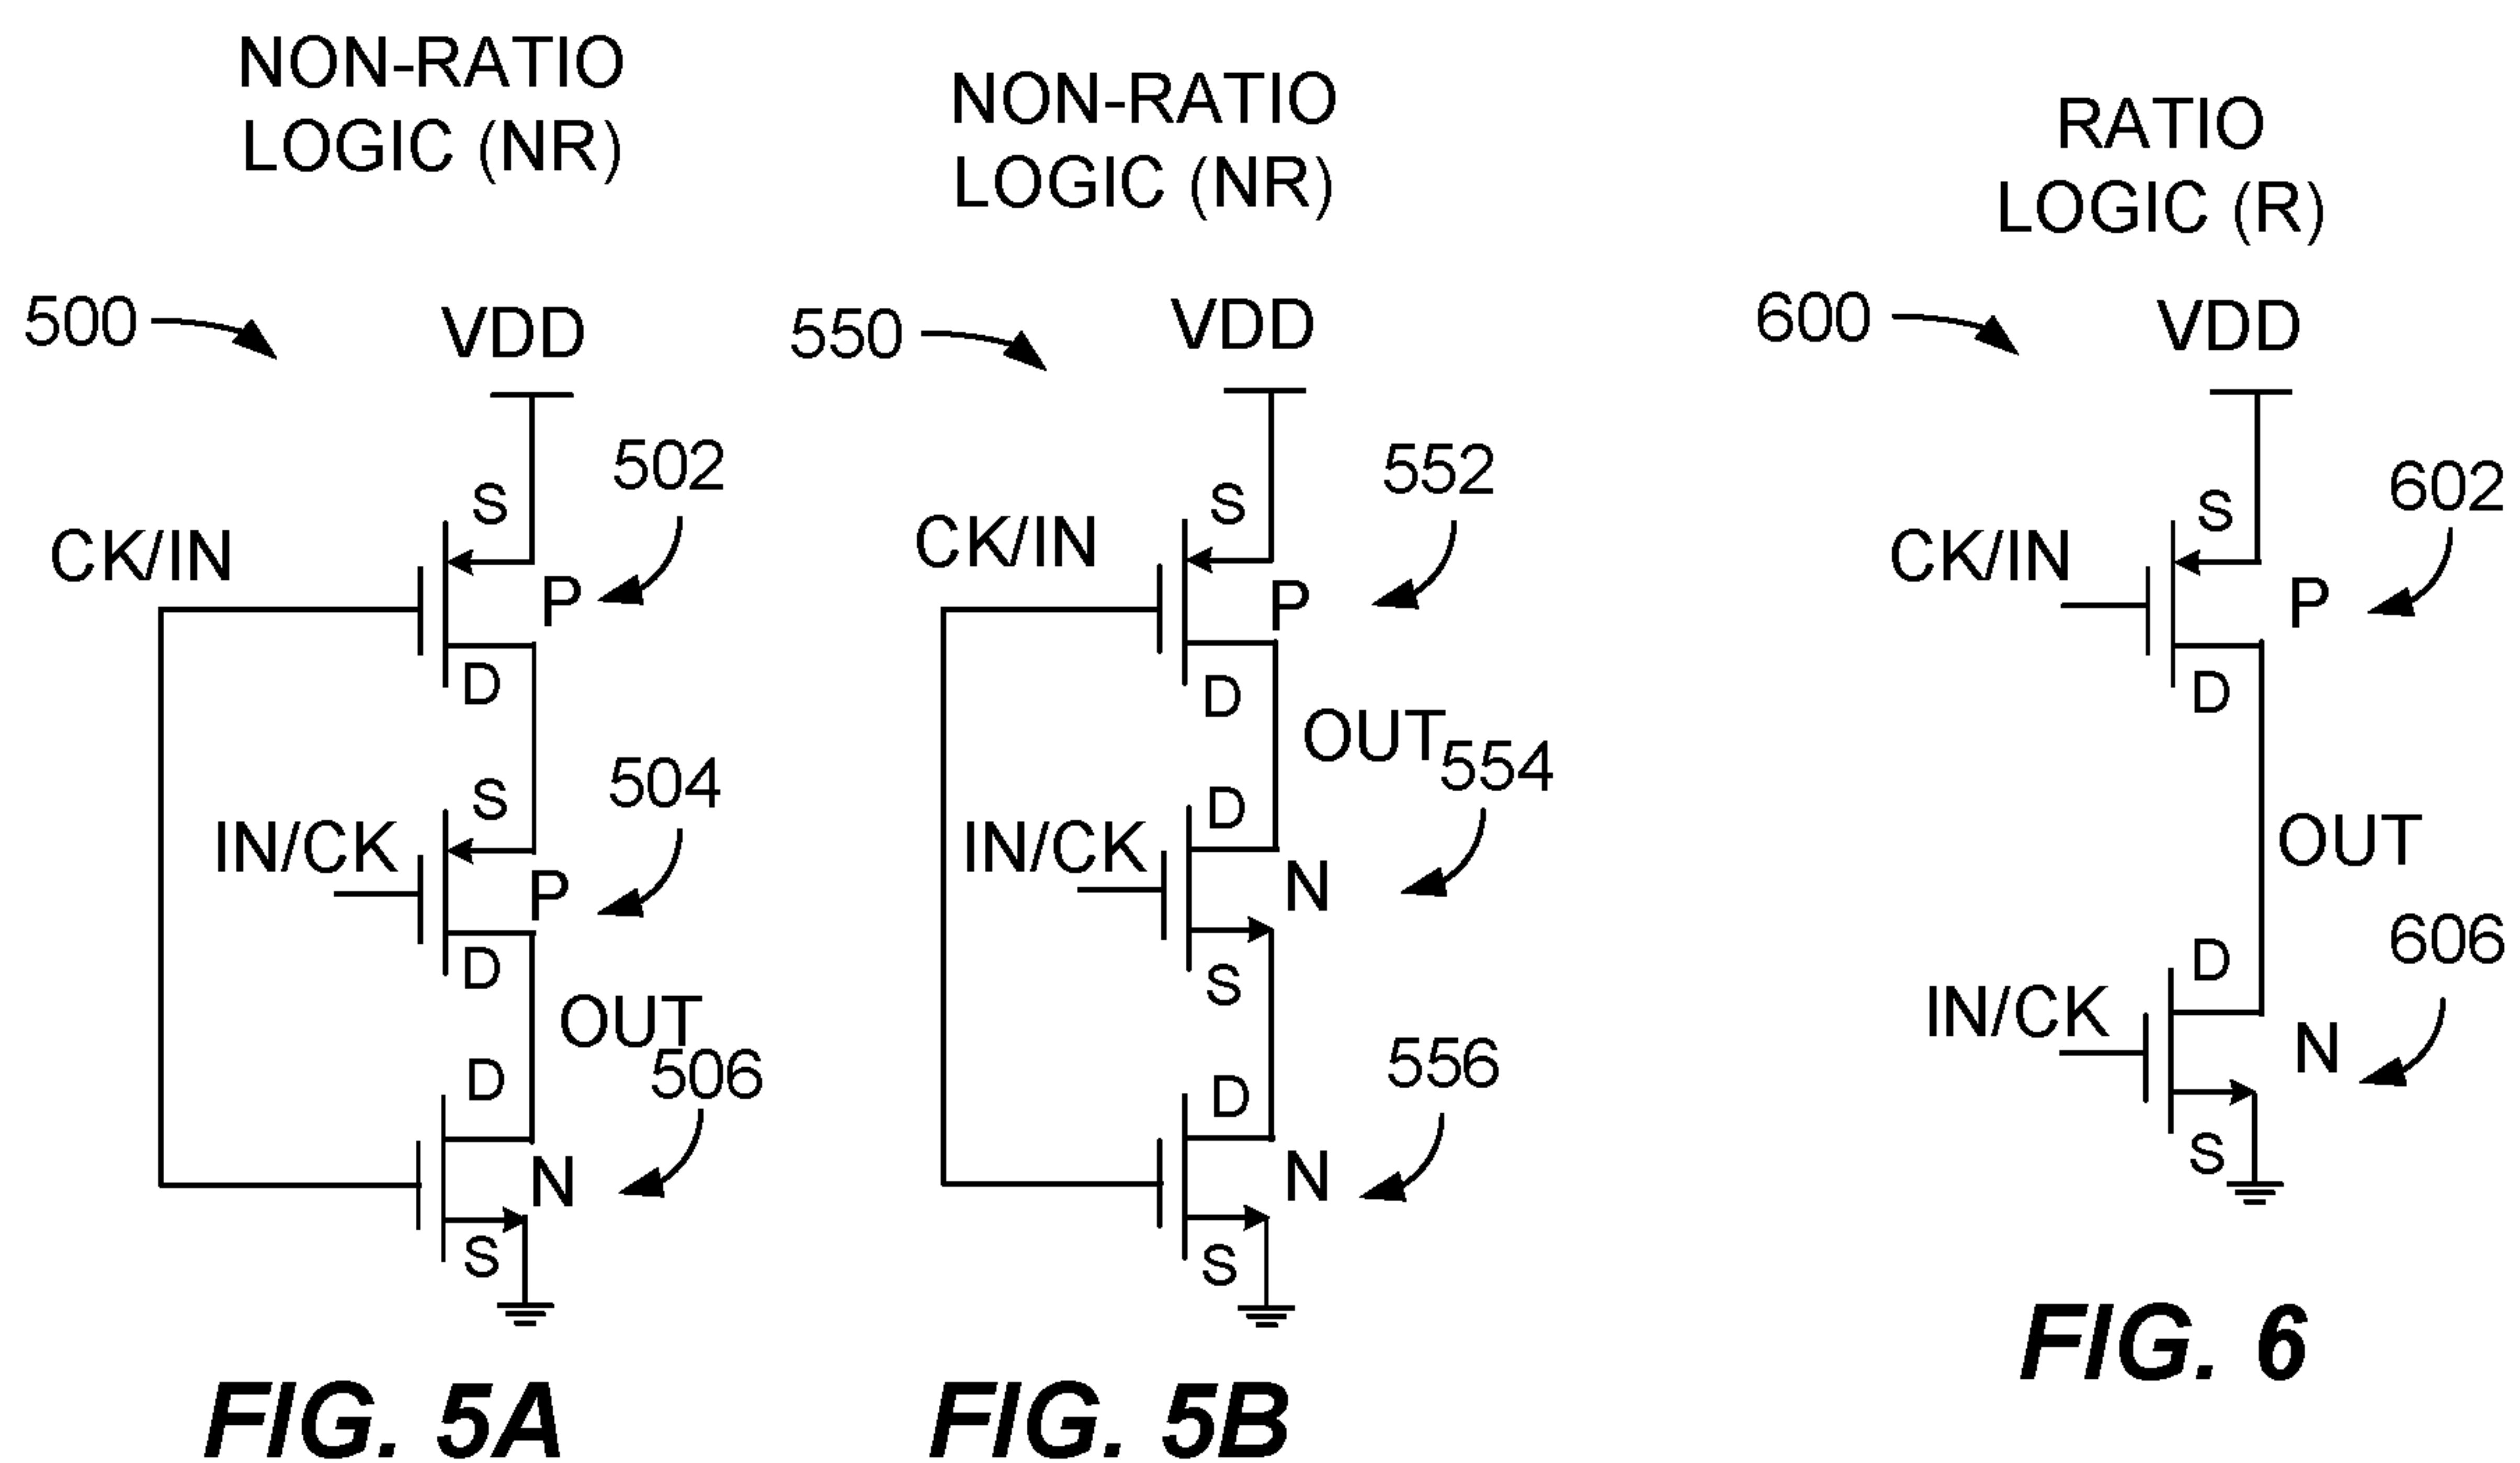 NON-RATIO
LOGIC (NR)
500
VDD
S
502
CK/IN
P
D
S
504
IN/CK
P
D
OUT
D
506
N
S
FIG. 5A
NON-RATIO
LOGIC (NR)
550
VDD
S
552
CK/IN
P
D
OUT
554
D
IN/CK
N
S
556
D
N
S
FIG. 5B
RATIO
LOGIC (R)
600
VDD
S
602
CK/IN
P
D
OUT
606
D
IN/CK
N
S
FIG. 6